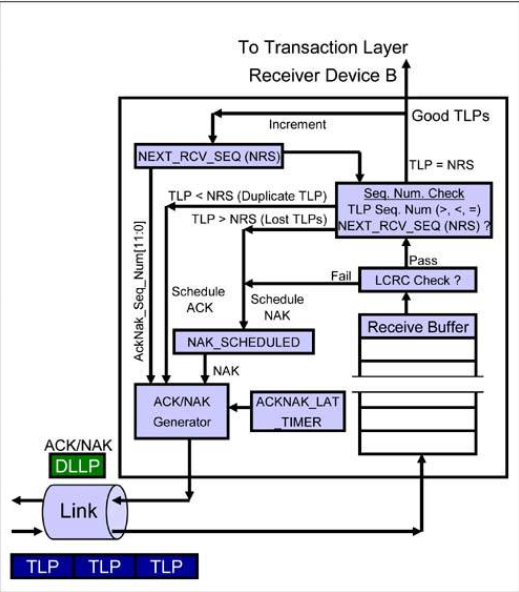 To Transaction Layer
Receiver Device B
Good TLPs
Increment
NEXT_RCV_SEQ (NRS)
TLP = NRS
TLP < NRS (Duplicate TLP)
TLP > NRS (Lost TLPs)
Seq. Num. Check
TLP Seq. Num (>, <, =)
NEXT_RCV_SEQ (NRS) ?
Pass
Fail
LCRC Check ?
AckNak_Seq_Num[11:0]
Schedule
ACK
Schedule
NAK
Receive Buffer
NAK_SCHEDULED
NAK
ACK/NAK
Generator
ACKNAK_LAT
_TIMER
ACK/NAK
DLLP
Link
TLP TLP TLP